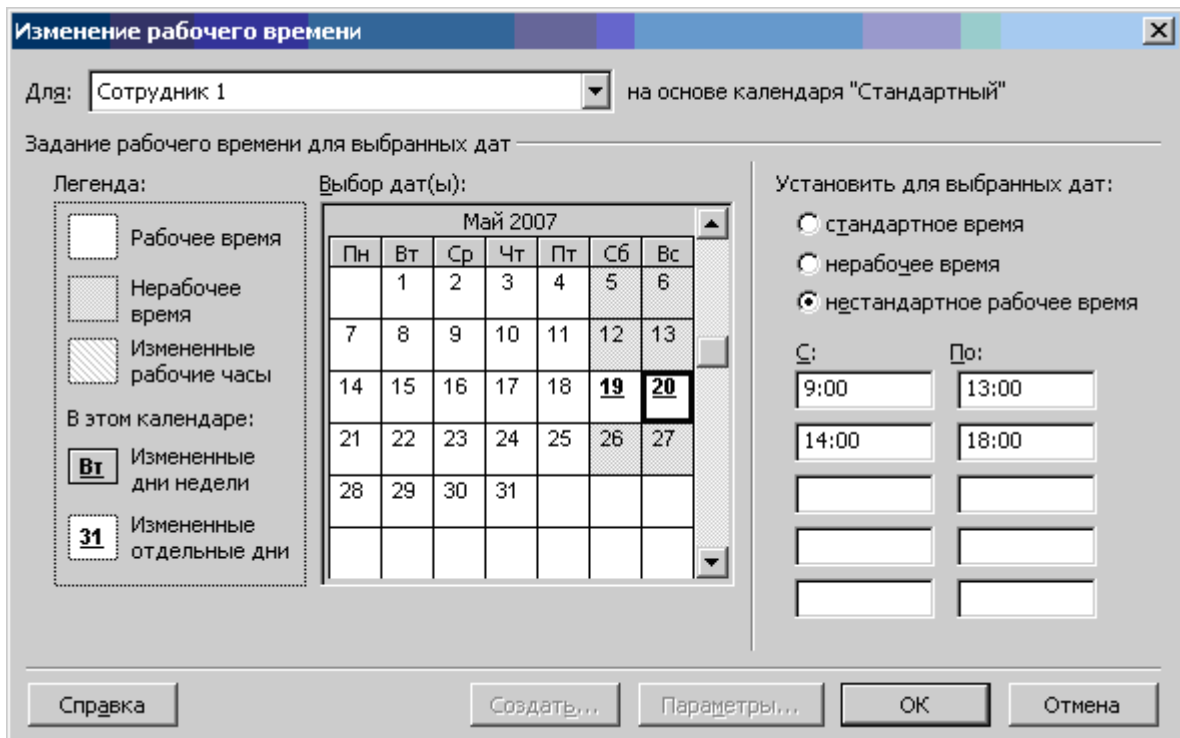 Изменение рабочего времени
Для: Сотрудник 1 на основе календаря "Стандартный"
Задание рабочего времени для выбранных дат
Легенда:
Рабочее время
Нерабочее
время
Измененные
рабочие часы
В этом календаре:
Вт Измененные
дни недели
31 Измененные
отдельные дни
Выбор дат(ы):
Май 2007
Пн Вт Ср Чт Пт Сб Вс
1 2 3 4 5 6
7 8 9 10 11 12 13
14 15 16 17 18 19 20
21 22 23 24 25 26 27
28 29 30 31
Установить для выбранных дат:
стандартное время
нерабочее время
нестандартное рабочее время
С: По:
9:00 13:00
14:00 18:00
Справка Создать... Параметры... ОК Отмена